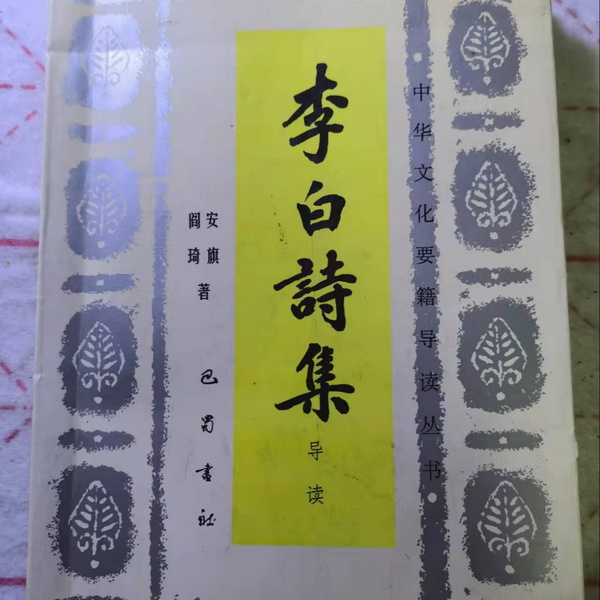 中华文化要籍导读丛书
李白詩集
导读
安旗
阎琦
著
巴蜀書社